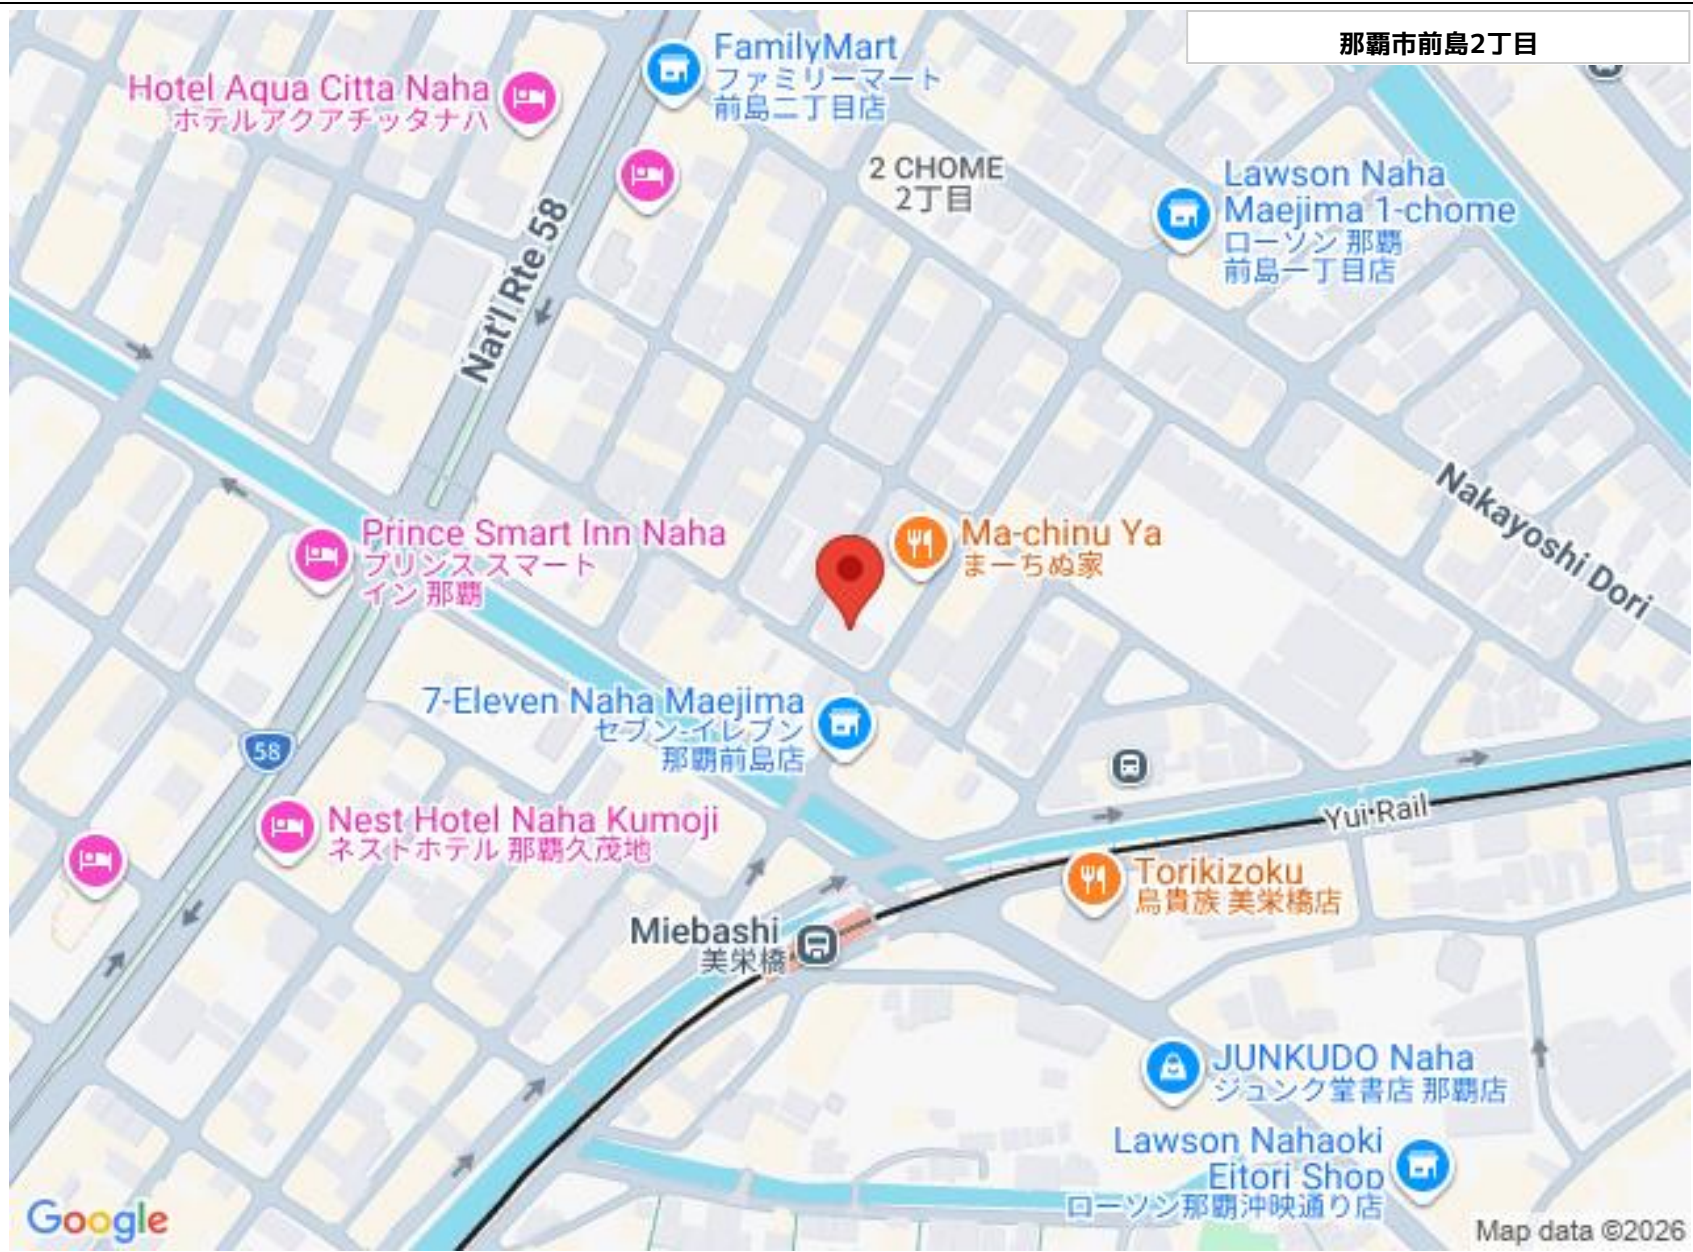 那覇市前島2丁目
FamilyMart
ファミリーマート
前島二丁目店
Hotel Aqua Citta Naha
ホテルアクアチッタナハ
2 CHOME
2丁目
Lawson Naha
Maejima 1-chome
ローソン 那覇
前島一丁目店
Nat'l Rte 58
Nakayoshi Dori
Prince Smart Inn Naha
プリンス スマート
イン 那覇
Ma-chinu Ya
まーちぬ家
7-Eleven Naha Maejima
セブン-イレブン
那覇前島店
58
Nest Hotel Naha Kumoji
ネストホテル 那覇久茂地
Yui Rail
Torikizoku
鳥貴族 美栄橋店
Miebashi
美栄橋
JUNKUDO Naha
ジュンク堂書店 那覇店
Lawson Nahaoki
Eitori Shop
ローソン那覇沖映通り店
Google
Map data ©2026